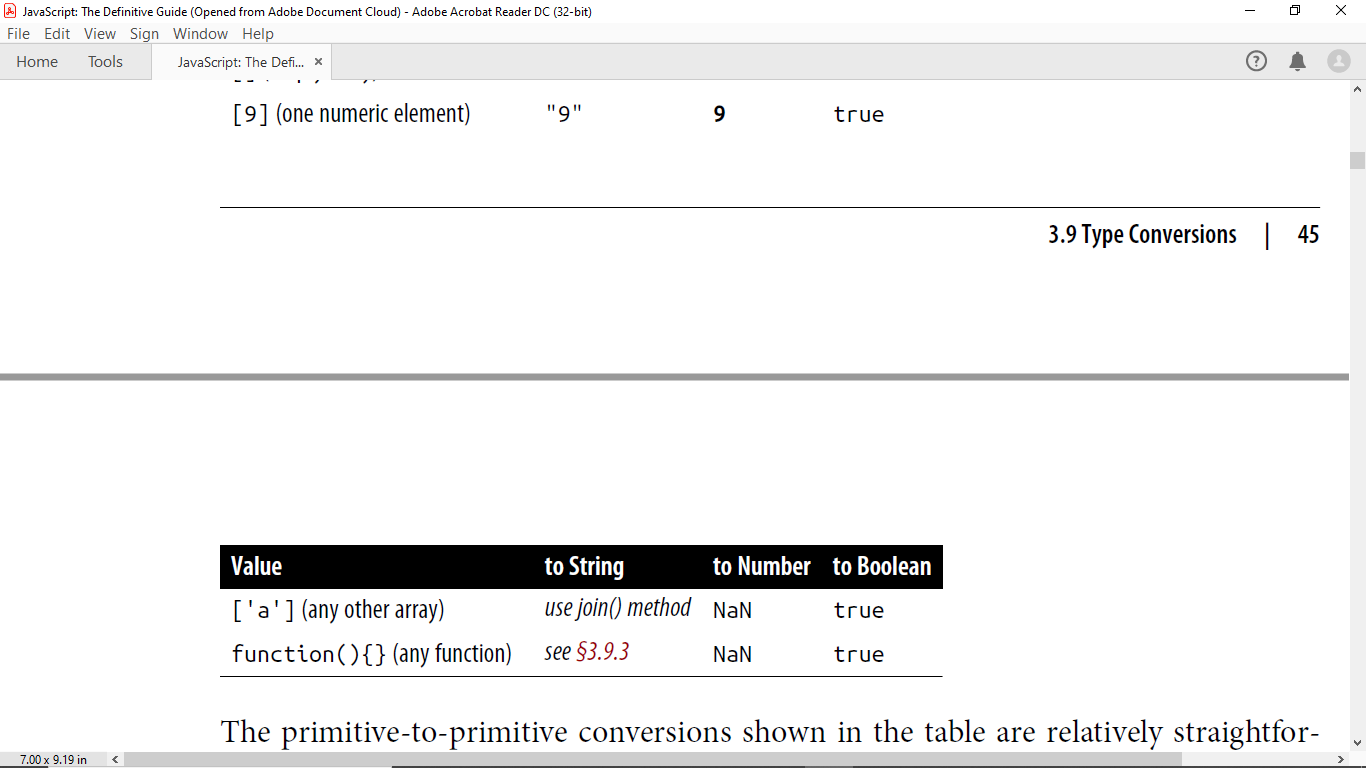 JavaScript: The Definitive Guide (Opened from Adobe Document Cloud) - Adobe Acrobat Reader DC (32-bit)
File Edit View Sign Window Help
Home Tools JavaScript: The Defi... ×
[9] (one numeric element) "9" 9 true
3.9 Type Conversions | 45
Value to String to Number to Boolean
['a'] (any other array) use join() method NaN true
function(){} (any function) see §3.9.3 NaN true
The primitive-to-primitive conversions shown in the table are relatively straightfor-
7.00 x 9.19 in